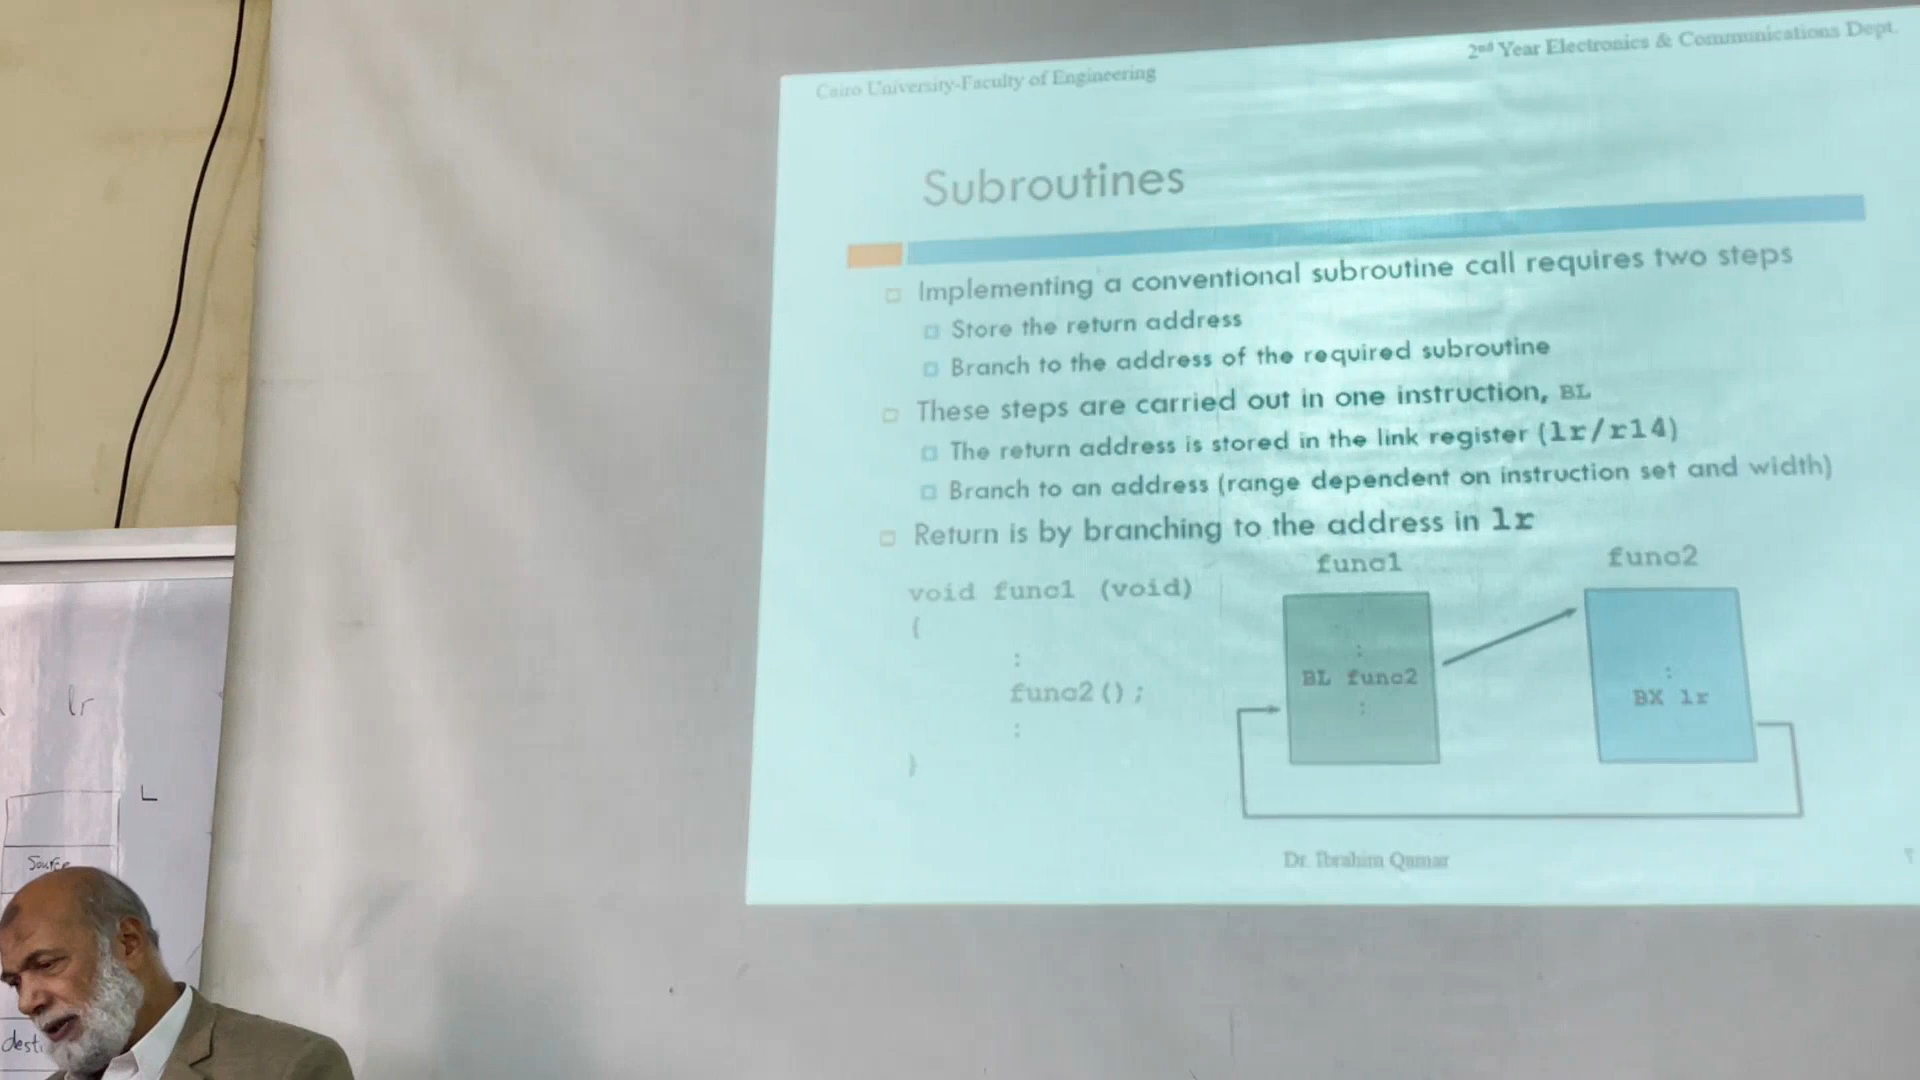 Cairo University-Faculty of Engineering
2nd Year Electronics & Communications Dept.
Subroutines
Implementing a conventional subroutine call requires two steps
Store the return address
Branch to the address of the required subroutine
These steps are carried out in one instruction, BL
The return address is stored in the link register (lr/r14)
Branch to an address (range dependent on instruction set and width)
Return is by branching to the address in lr
void func1 (void)
{
:
func2();
:
}
func1
:
BL func2
:
func2
:
BX lr
Dr. Ibrahim Qamar
lr
L
Source
desti